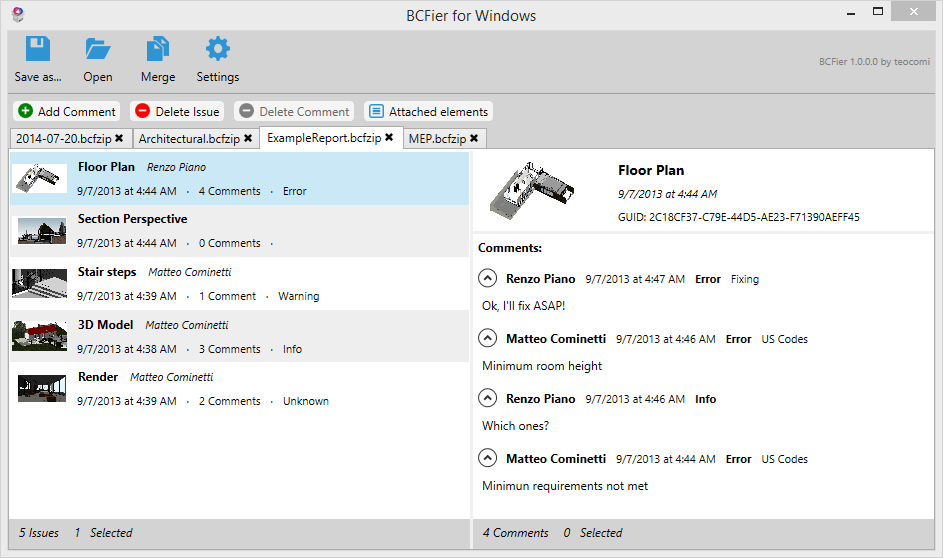 BCFier for Windows
Save as... Open Merge Settings
BCFier 1.0.0.0 by teocomi
Add Comment Delete Issue Delete Comment Attached elements
2014-07-20.bcfzip Architectural.bcfzip ExampleReport.bcfzip MEP.bcfzip
Floor Plan Renzo Piano
9/7/2013 at 4:44 AM · 4 Comments · Error
Section Perspective
9/7/2013 at 4:44 AM · 0 Comments ·
Stair steps Matteo Cominetti
9/7/2013 at 4:39 AM · 1 Comment · Warning
3D Model Matteo Cominetti
9/7/2013 at 4:38 AM · 3 Comments · Info
Render Matteo Cominetti
9/7/2013 at 4:39 AM · 2 Comments · Unknown
5 Issues 1 Selected
Floor Plan
9/7/2013 at 4:44 AM
GUID: 2C18CF37-C79E-44D5-AE23-F71390AEFF45
Comments:
Renzo Piano 9/7/2013 at 4:47 AM Error Fixing
Ok, I'll fix ASAP!
Matteo Cominetti 9/7/2013 at 4:46 AM Error US Codes
Minimum room height
Renzo Piano 9/7/2013 at 4:46 AM Info
Which ones?
Matteo Cominetti 9/7/2013 at 4:44 AM Error US Codes
Minimun requirements not met
4 Comments 0 Selected